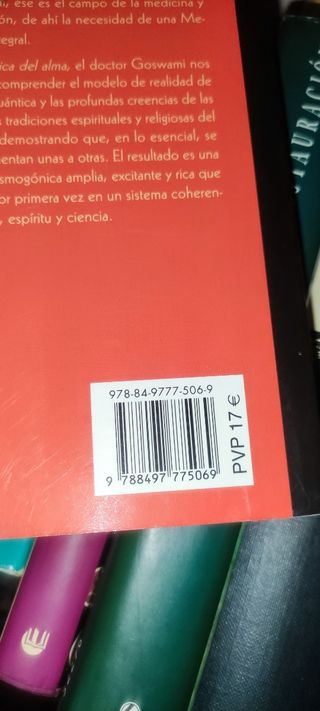 ese es el campo de la medicina y
ón, de ahí la necesidad de una Me-
tegral.
ica del alma, el doctor Goswami nos
comprender el modelo de realidad de
uántica y las profundas creencias de las
tradiciones espirituales y religiosas del
demostrando que, en lo esencial, se
entan unas a otras. El resultado es una
smogónica amplia, excitante y rica que
or primera vez en un sistema coheren-
, espíritu y ciencia.
978-84-9777-506-9
9 788497 775069
PVP 17 €
STAURACIÓN